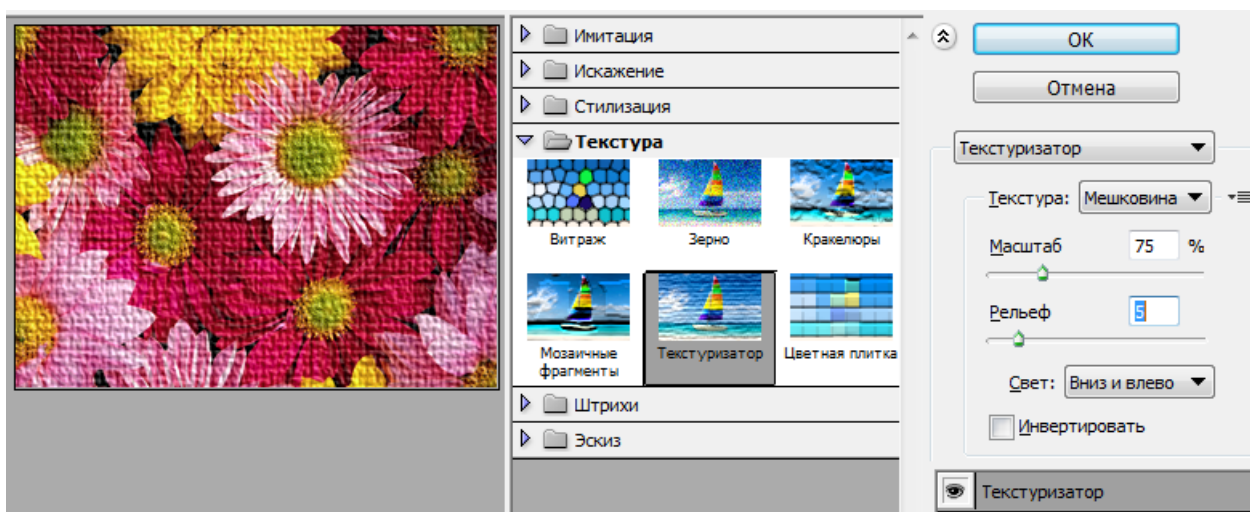 Имитация
Искажение
Стилизация
Текстура
Витраж
Зерно
Кракелюры
Мозаичные
фрагменты
Текстуризатор
Цветная плитка
Штрихи
Эскиз
ОК
Отмена
Текстуризатор
Текстура: Мешковина
Масштаб 75 %
Рельеф 5
Свет: Вниз и влево
Инвертировать
Текстуризатор